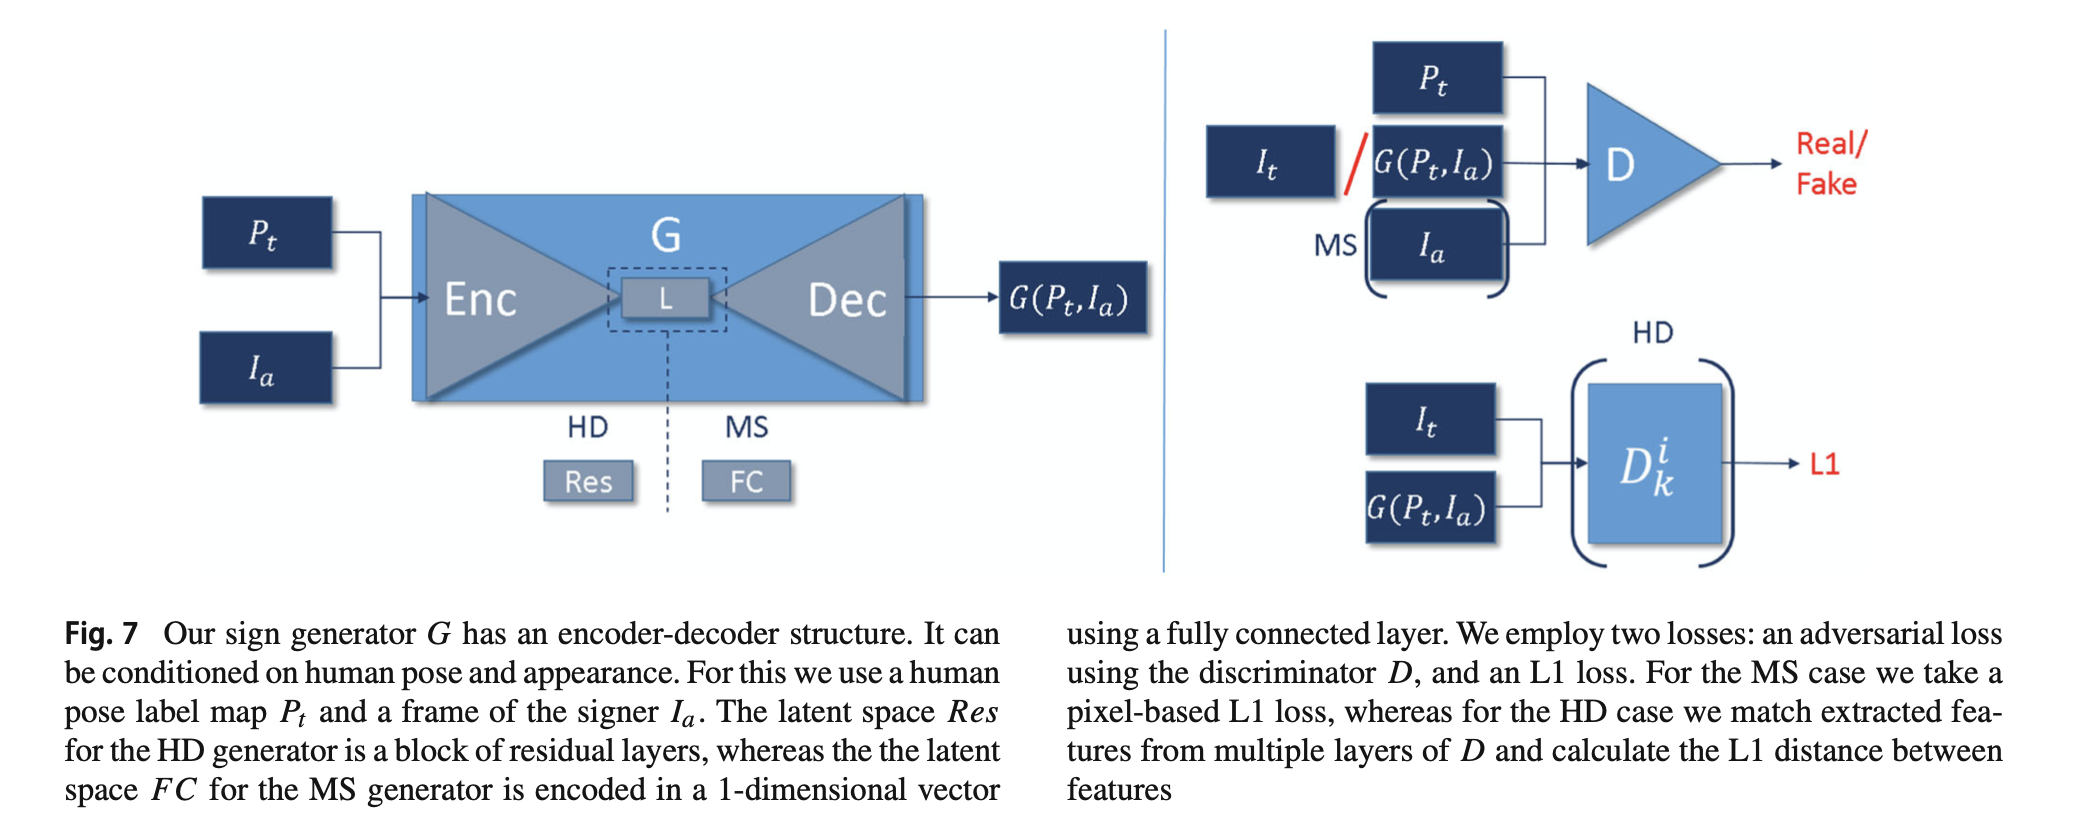 P_t
I_a
Enc
G
L
Dec
G(P_t, I_a)
HD
MS
Res
FC
P_t
I_t
/
G(P_t, I_a)
MS
I_a
D
Real/
Fake
HD
I_t
G(P_t, I_a)
D_k^i
L1
Fig. 7 Our sign generator G has an encoder-decoder structure. It can
be conditioned on human pose and appearance. For this we use a human
pose label map P_t and a frame of the signer I_a. The latent space Res
for the HD generator is a block of residual layers, whereas the the latent
space FC for the MS generator is encoded in a 1-dimensional vector
using a fully connected layer. We employ two losses: an adversarial loss
using the discriminator D, and an L1 loss. For the MS case we take a
pixel-based L1 loss, whereas for the HD case we match extracted fea-
tures from multiple layers of D and calculate the L1 distance between
features